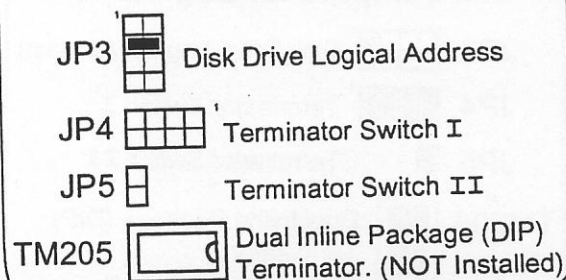 JP3 Disk Drive Logical Address
JP4 Terminator Switch I
JP5 Terminator Switch II
TM205 Dual Inline Package (DIP)
Terminator. (NOT Installed)